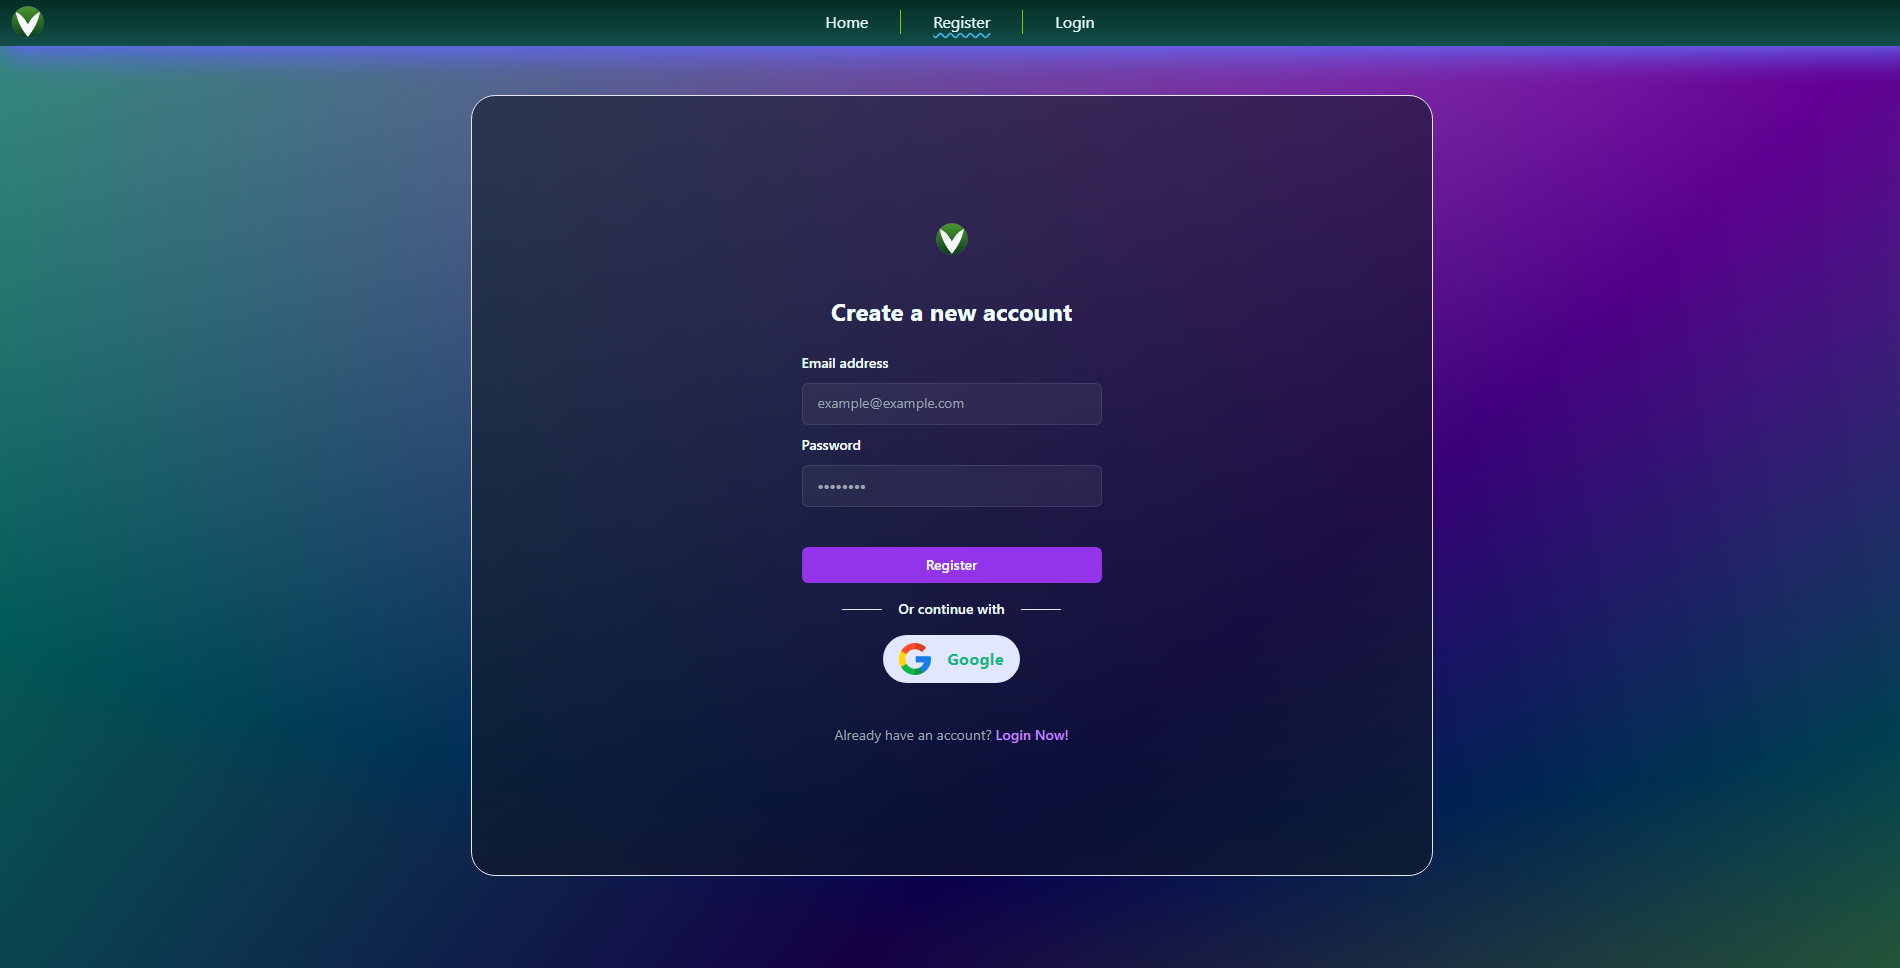 Home Register Login
Create a new account
Email address
example@example.com
Password
••••••••
Register
Or continue with
Google
Already have an account? Login Now!